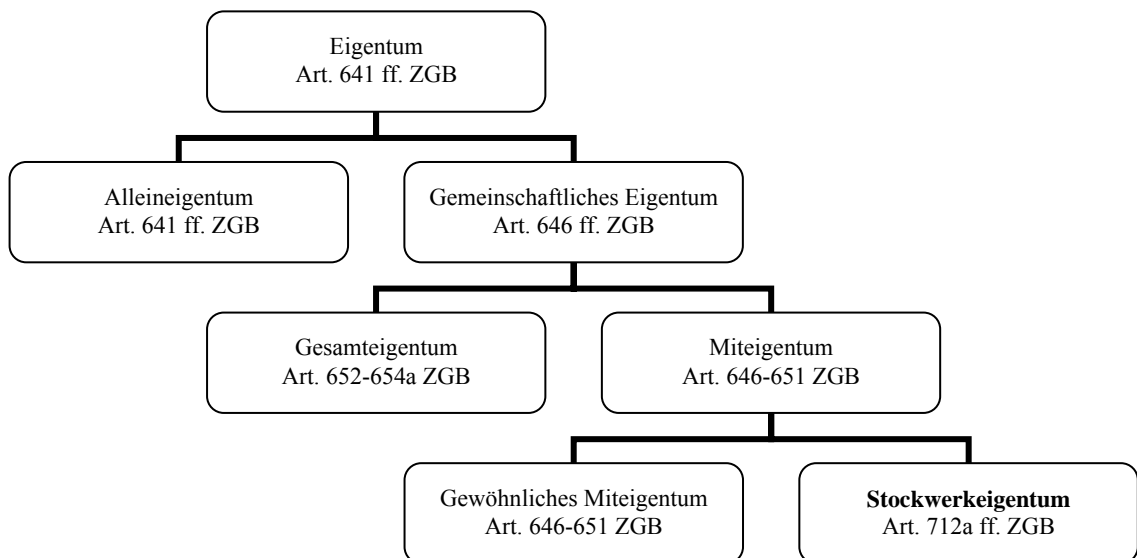 Eigentum
Art. 641 ff. ZGB
Alleineigentum
Art. 641 ff. ZGB
Gemeinschaftliches Eigentum
Art. 646 ff. ZGB
Gesamteigentum
Art. 652-654a ZGB
Miteigentum
Art. 646-651 ZGB
Gewöhnliches Miteigentum
Art. 646-651 ZGB
Stockwerkeigentum
Art. 712a ff. ZGB